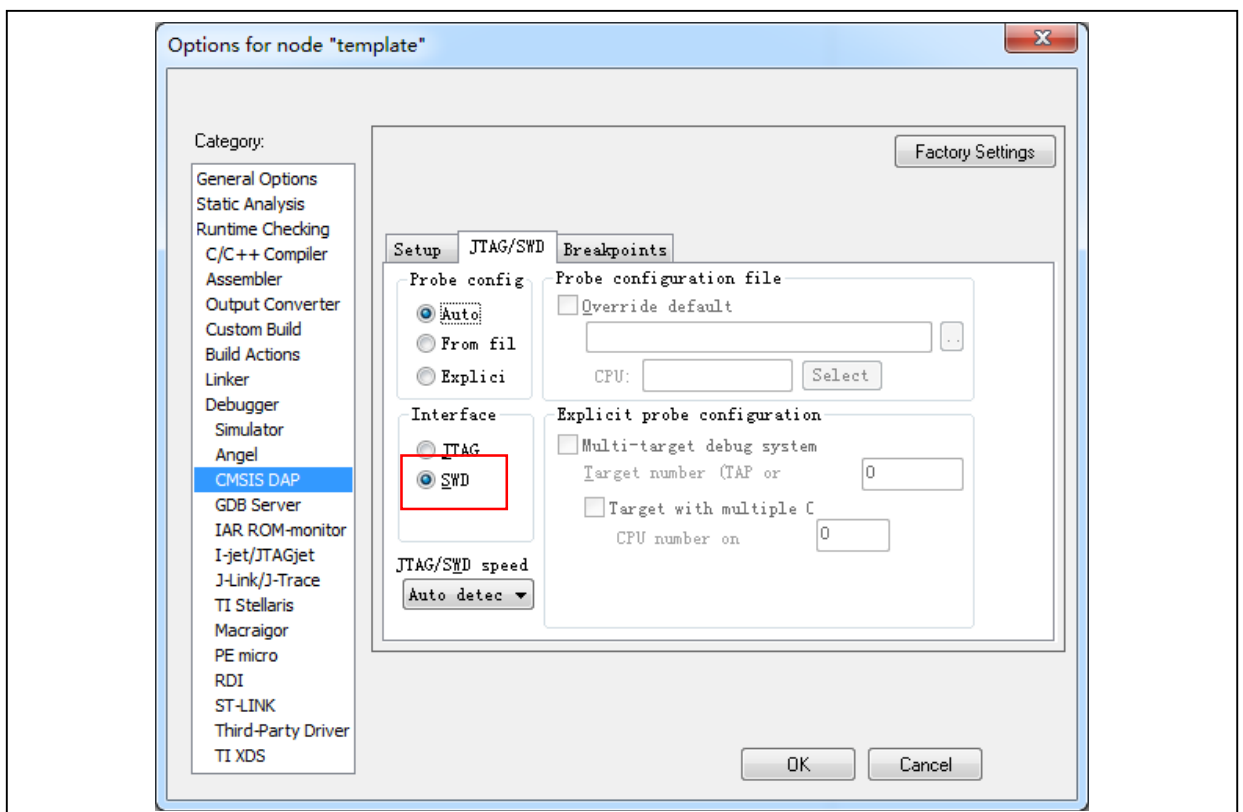 Options for node "template"
Category:
Factory Settings
General Options
Static Analysis
Runtime Checking
C/C++ Compiler
Assembler
Output Converter
Custom Build
Build Actions
Linker
Debugger
Simulator
Angel
CMSIS DAP
GDB Server
IAR ROM-monitor
I-jet/JTAGjet
J-Link/J-Trace
TI Stellaris
Macraigor
PE micro
RDI
ST-LINK
Third-Party Driver
TI XDS
Setup JTAG/SWD Breakpoints
Probe config
Auto
From fil
Explici
Probe configuration file
Override default
..
CPU: Select
Interface
JTAG
SWD
JTAG/SWD speed
Auto detec
Explicit probe configuration
Multi-target debug system
Target number (TAP or 0
Target with multiple C
CPU number on 0
OK Cancel